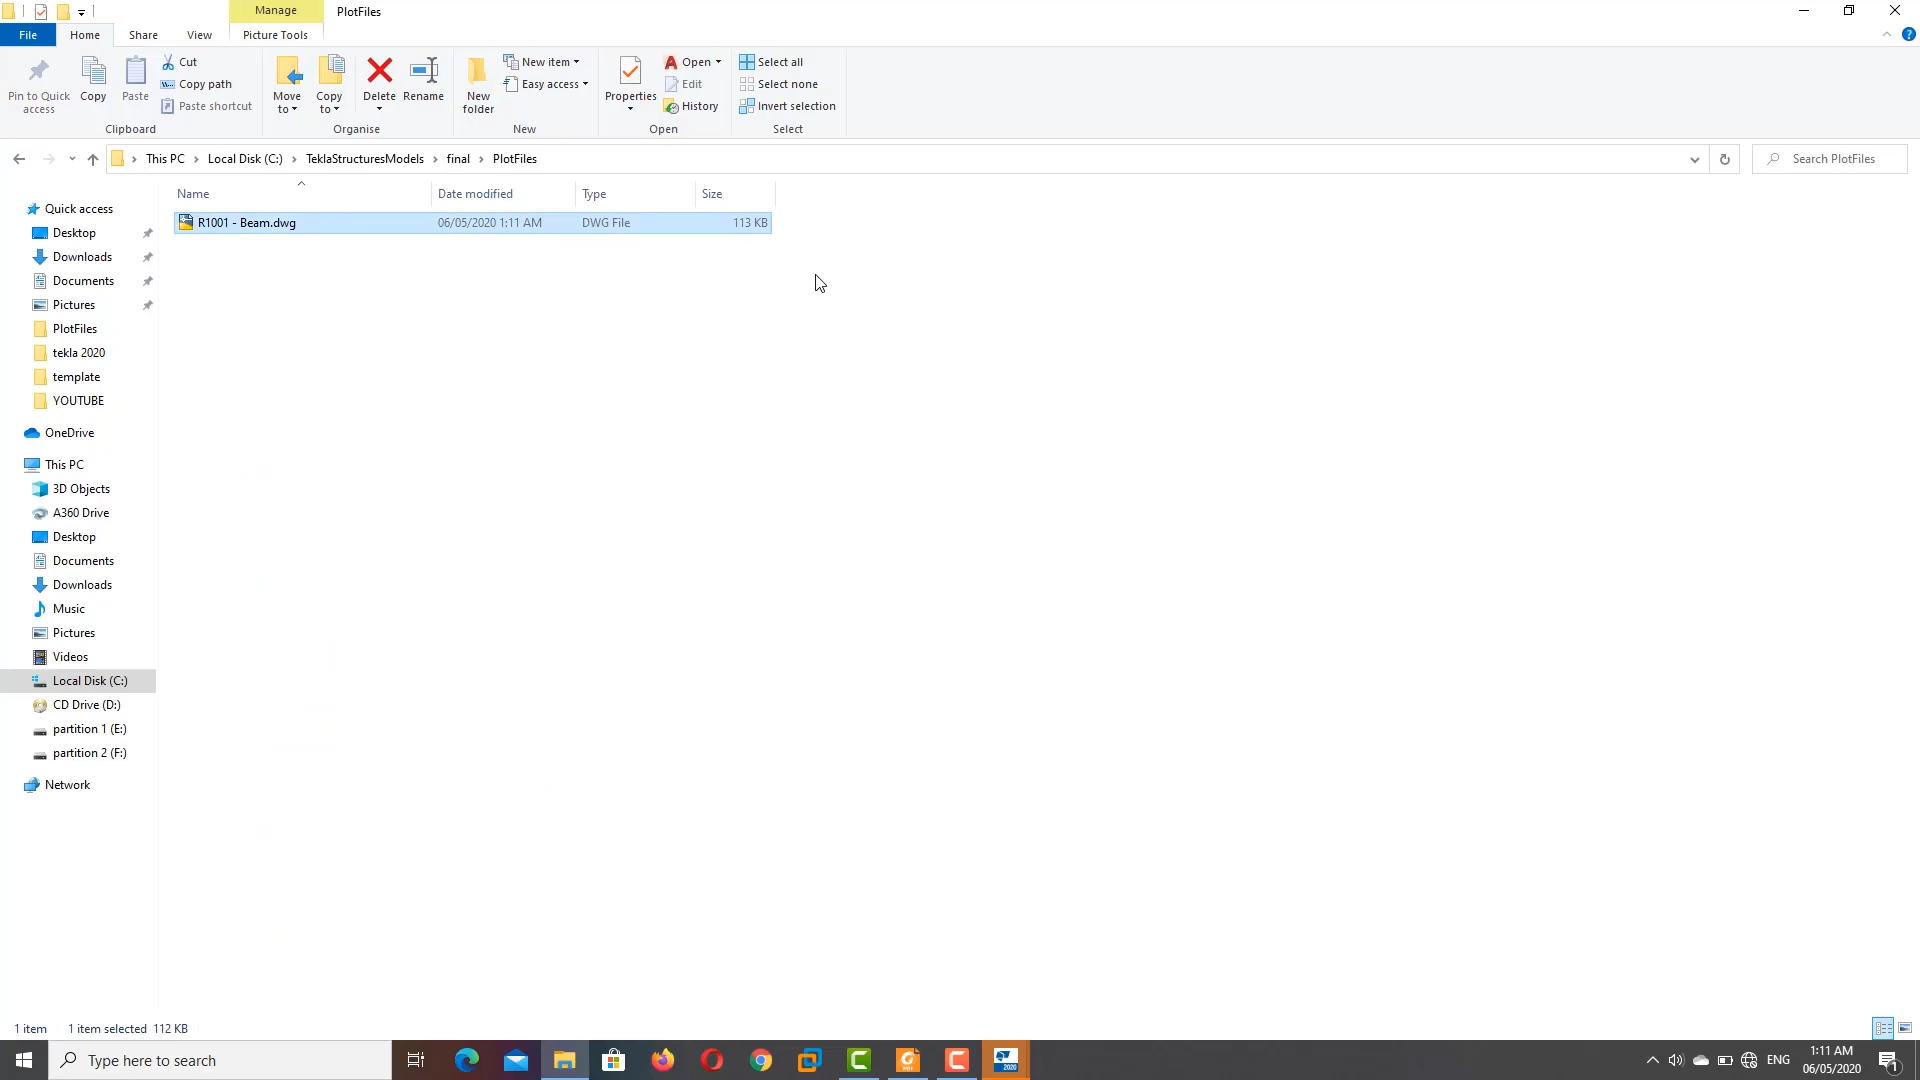 Manage
PlotFiles
File
Home
Share
View
Picture Tools
Pin to Quick access
Copy
Paste
Cut
Copy path
Paste shortcut
Clipboard
Move to
Copy to
Delete
Rename
Organise
New folder
New item
Easy access
New
Properties
Open
Edit
History
Open
Select all
Select none
Invert selection
Select
This PC
Local Disk (C:)
TeklaStructuresModels
final
PlotFiles
Search PlotFiles
Name
Date modified
Type
Size
R1001 - Beam.dwg
06/05/2020 1:11 AM
DWG File
113 KB
Quick access
Desktop
Downloads
Documents
Pictures
PlotFiles
tekla 2020
template
YOUTUBE
OneDrive
This PC
3D Objects
A360 Drive
Desktop
Documents
Downloads
Music
Pictures
Videos
Local Disk (C:)
CD Drive (D:)
partition 1 (E:)
partition 2 (F:)
Network
1 item
1 item selected 112 KB
Type here to search
2020
ENG
1:11 AM
06/05/2020
1